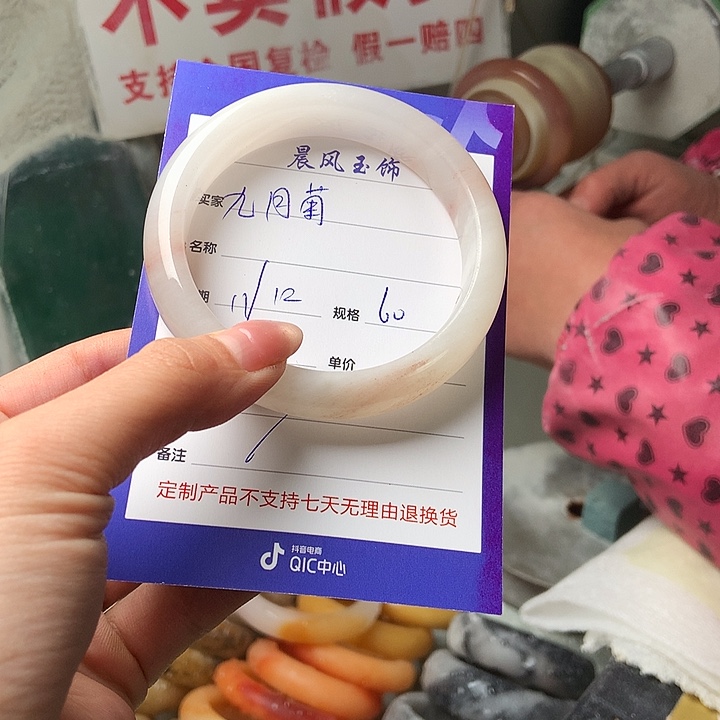 支持全国复检 假一赔四
晨风玉饰
买家 九月菊
名称
期 11/12 规格 60
单价
备注 /
定制产品不支持七天无理由退换货
抖音电商
QIC中心